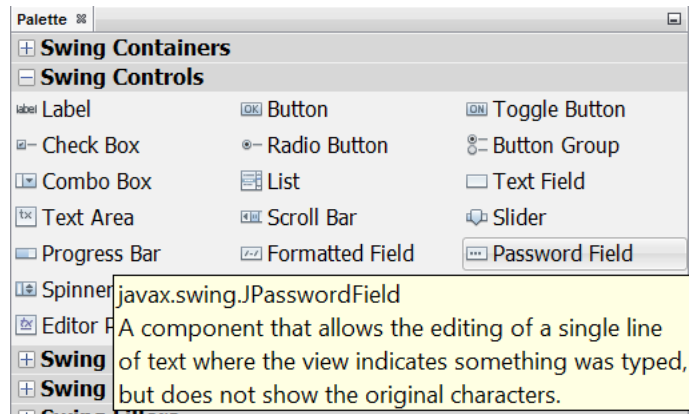 Palette
Swing Containers
Swing Controls
label Label
OK Button
ON Toggle Button
Check Box
Radio Button
Button Group
Combo Box
List
Text Field
tx Text Area
Scroll Bar
Slider
Progress Bar
Formatted Field
Password Field
Spinner
Editor
javax.swing.JPasswordField
A component that allows the editing of a single line
of text where the view indicates something was typed,
but does not show the original characters.
Swing
Swing